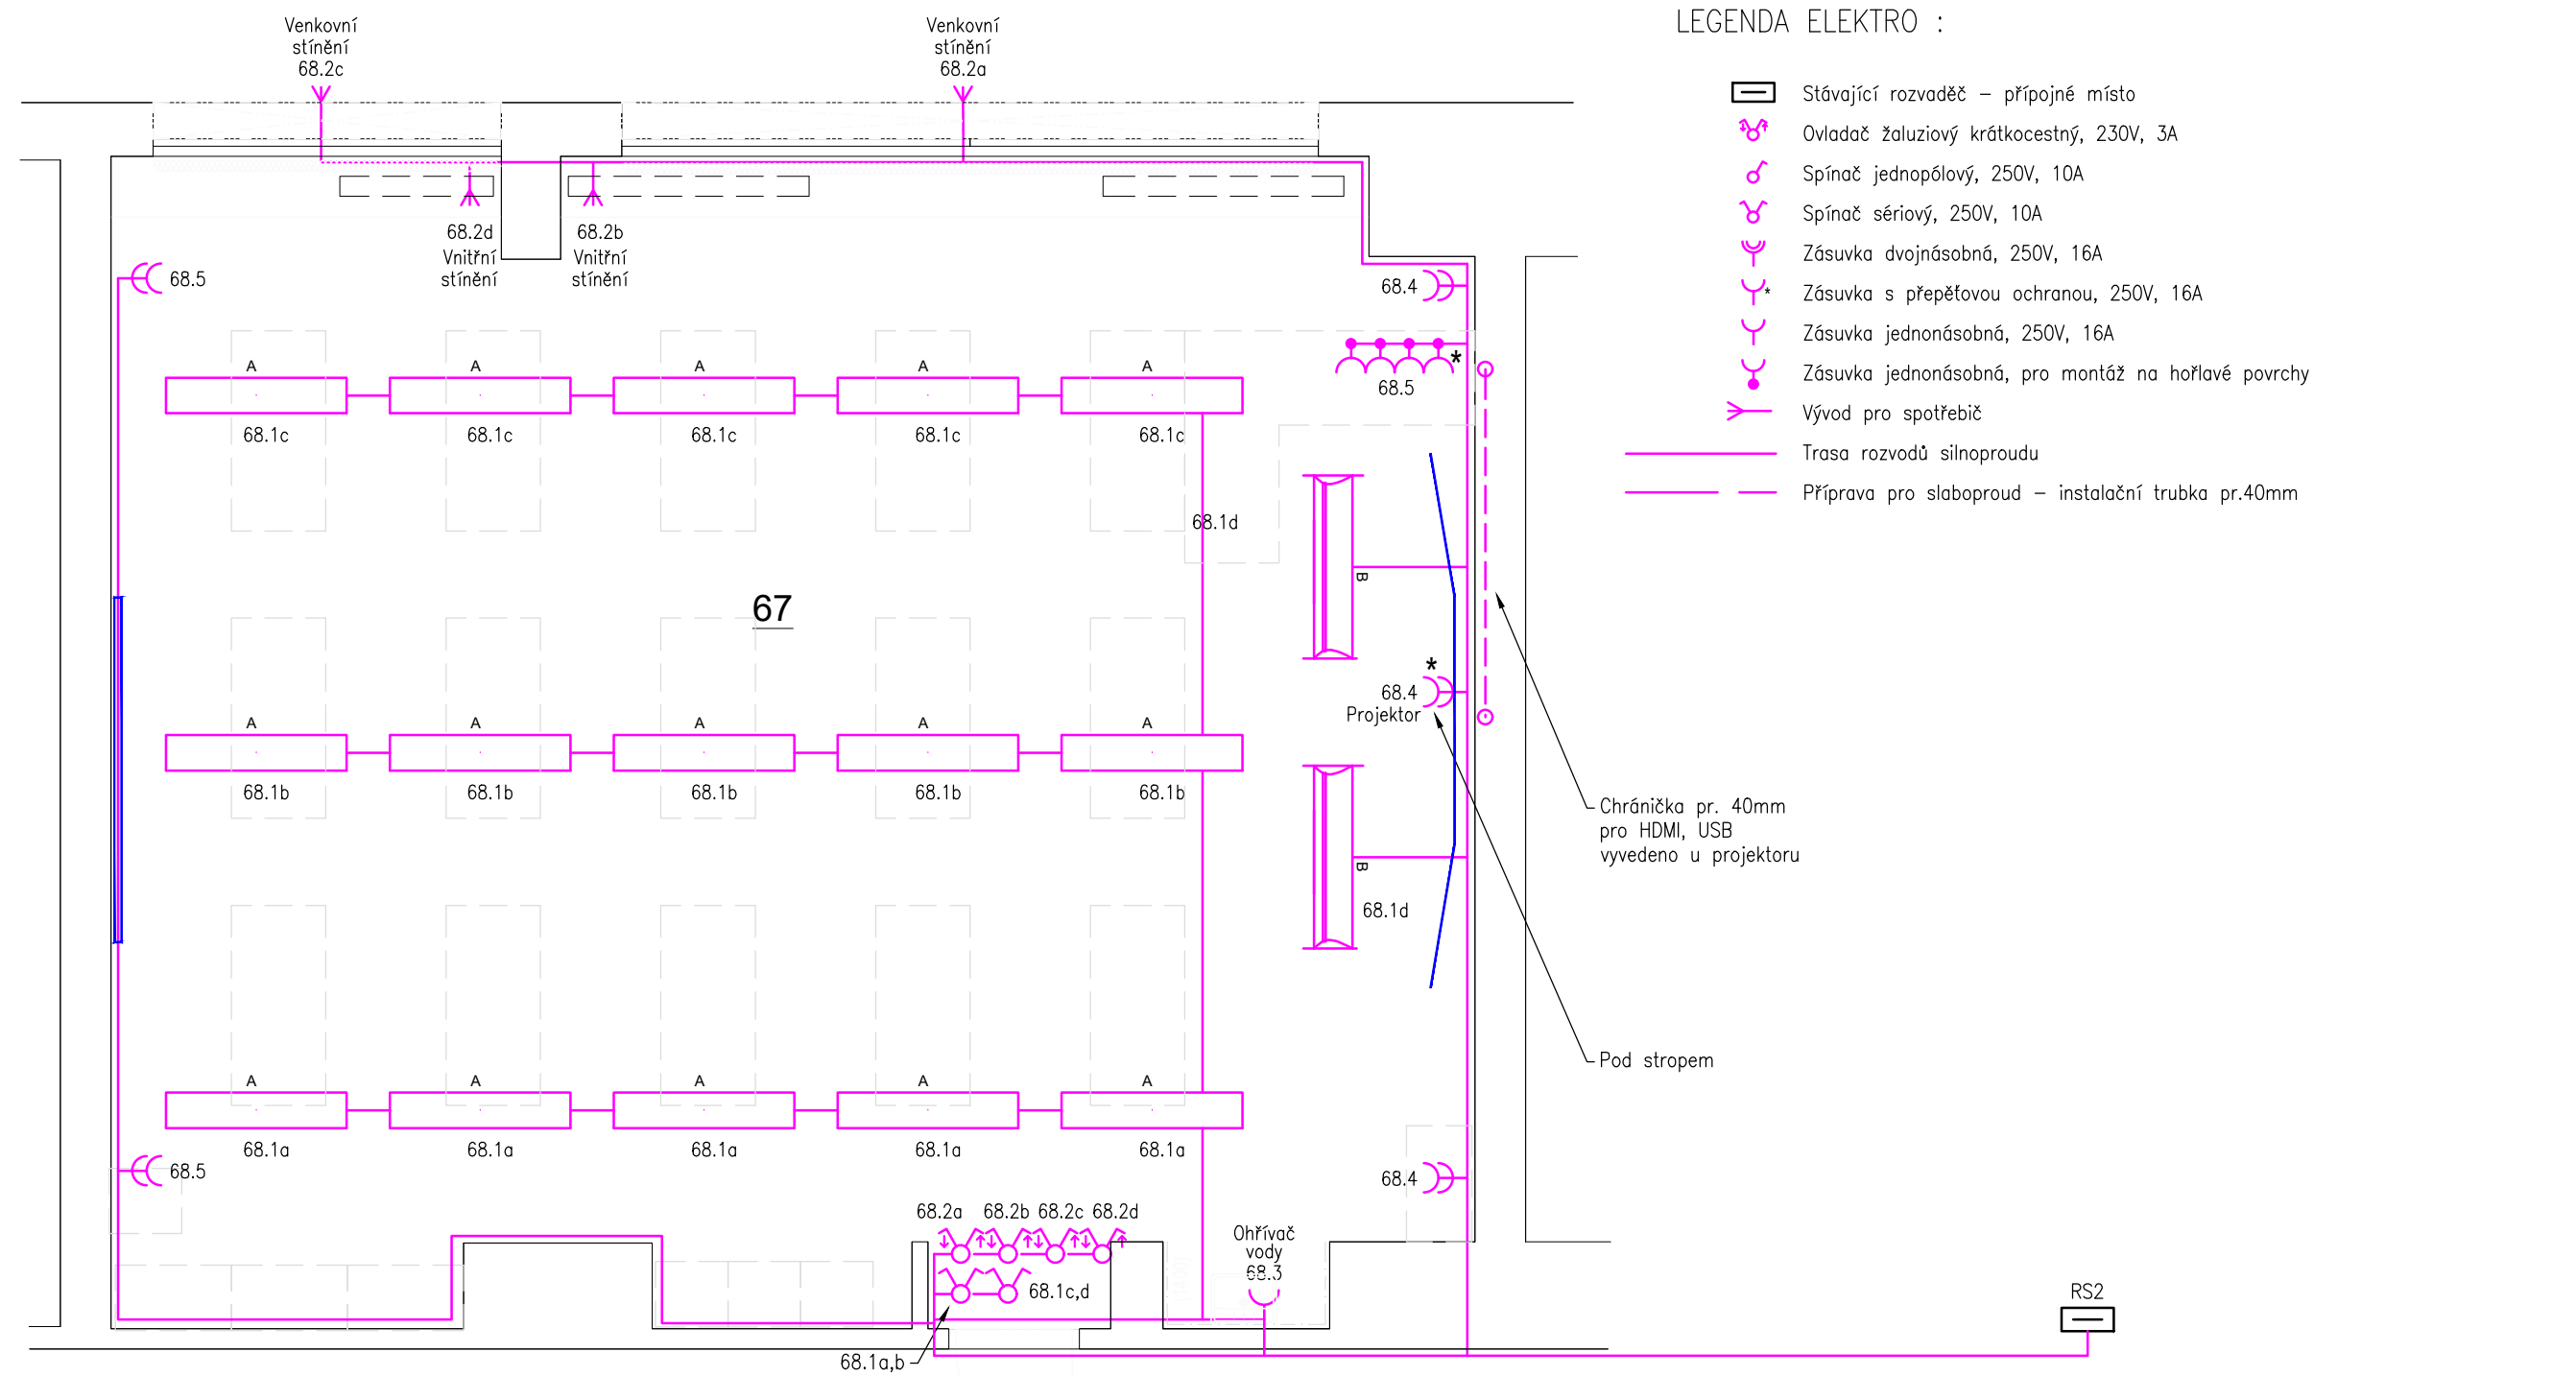 LEGENDA ELEKTRO :
Venkovní
stínění
68.2c
Venkovní
stínění
68.2a
Stávající rozvaděč – přípojné místo
Ovladač žaluziový krátkocestný, 230V, 3A
Spínač jednopólový, 250V, 10A
Spínač sériový, 250V, 10A
Zásuvka dvojnásobná, 250V, 16A
*
Zásuvka s přepěťovou ochranou, 250V, 16A
Zásuvka jednonásobná, 250V, 16A
Zásuvka jednonásobná, pro montáž na hořlavé povrchy
Vývod pro spotřebič
Trasa rozvodů silnoproudu
Příprava pro slaboproud – instalační trubka pr.40mm
68.2d
Vnitřní
stínění
68.2b
Vnitřní
stínění
68.5
68.4
*
68.5
A A A A A
68.1c 68.1c 68.1c 68.1c 68.1c
68.1d
B
67
*
68.4
Projektor
A A A A A
68.1b 68.1b 68.1b 68.1b 68.1b
Chránička pr. 40mm
pro HDMI, USB
vyvedeno u projektoru
B
68.1d
Pod stropem
A A A A A
68.1a 68.1a 68.1a 68.1a 68.1a
68.5
68.4
68.2a 68.2b 68.2c 68.2d
Ohřívač
vody
68.3
68.1c,d
68.1a,b
RS2